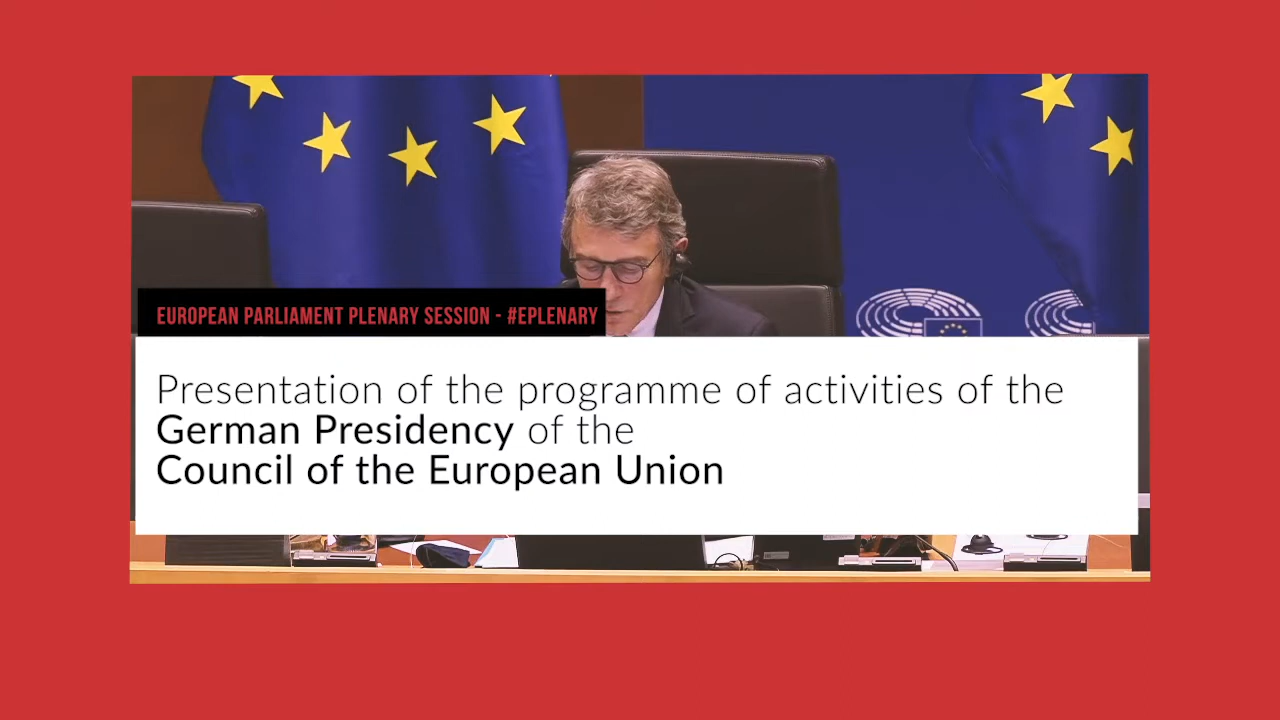 EUROPEAN PARLIAMENT PLENARY SESSION - #EPLENARY
Presentation of the programme of activities of the
German Presidency of the
Council of the European Union